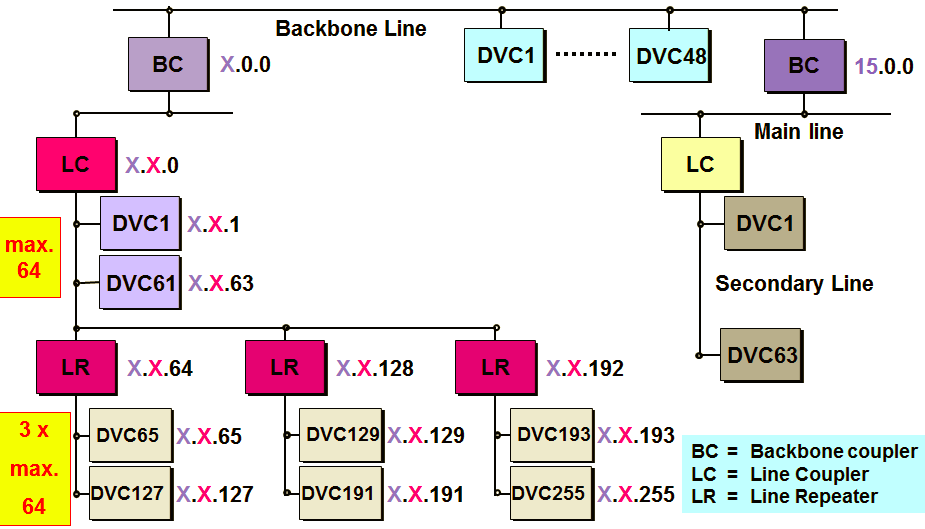 Backbone Line
BC X.0.0 DVC1 DVC48 BC 15.0.0
Main line
LC X.X.0 LC
DVC1 X.X.1 DVC1
max.
64
DVC61 X.X.63 Secondary Line
LR X.X.64 LR X.X.128 LR X.X.192 DVC63
3 x
max.
64
DVC65 X.X.65 DVC129 X.X.129 DVC193 X.X.193
DVC127 X.X.127 DVC191 X.X.191 DVC255 X.X.255
BC = Backbone coupler
LC = Line Coupler
LR = Line Repeater